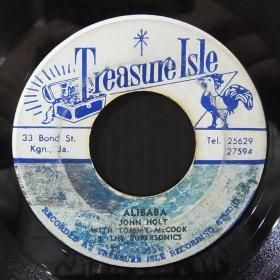 Treasure Isle
33 Bond St.
Kgn., Ja.
Tel. 25629
27594
ALIBABA
JOHN HOLT
WITH TOMMY McCOOK
& THE SUPERSONICS
RECORDED AT TREASURE ISLE RECORDING STUDIO